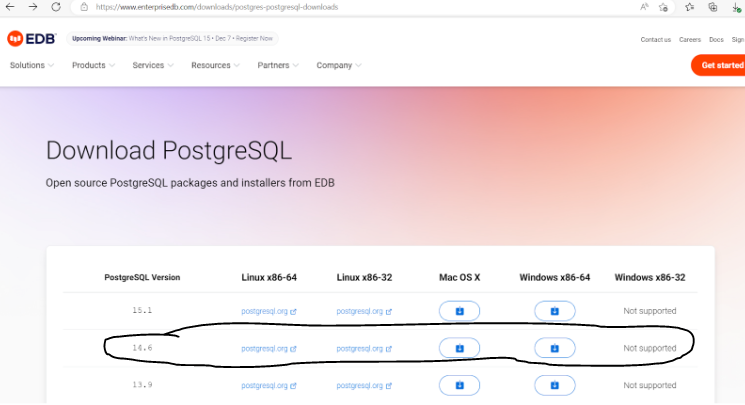 https://www.enterprisedb.com/downloads/postgres-postgresql-downloads
EDB Upcoming Webinar: What's New in PostgreSQL 15 • Dec 7 • Register Now Contact us Careers Docs Sign
Solutions Products Services Resources Partners Company Get started
Download PostgreSQL
Open source PostgreSQL packages and installers from EDB
PostgreSQL Version Linux x86-64 Linux x86-32 Mac OS X Windows x86-64 Windows x86-32
15.1 postgresql.org postgresql.org Not supported
14.6 postgresql.org postgresql.org Not supported
13.9 postgresql.org postgresql.org Not supported